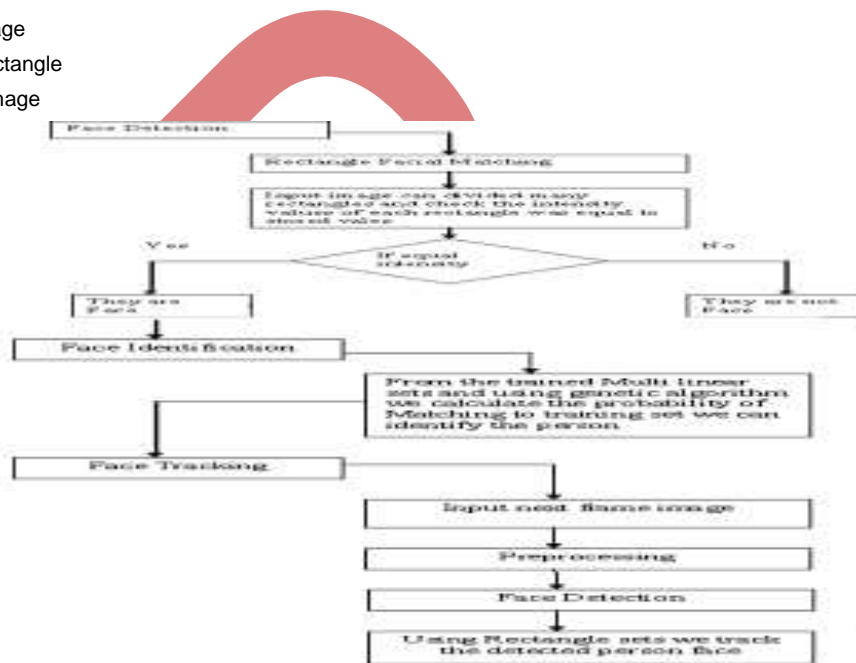 age
ctangle
mage
Face Detection
Rectangle Facial Matching
Input image can divided many
rectangles and check the intensity
values of each rectangle was equal to
stored value
Yes
No
If equal
intensity
They are
Face
They are not
Face
Face Identification
From the trained Multi linear
sets and using genetic algorithm
we calculate the probability of
Matching to training set we can
identify the person
Face Tracking
Input next flame image
Preprocessing
Face Detection
Using Rectangle sets we track
the detected person face